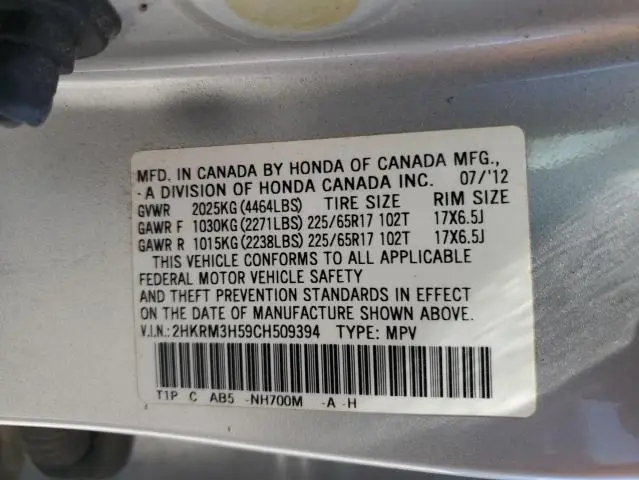 MFD. IN CANADA BY HONDA OF CANADA MFG.,
-A DIVISION OF HONDA CANADA INC. 07/'12
GVWR 2025KG(4464LBS) TIRE SIZE RIM SIZE
GAWR F 1030KG(2271LBS) 225/65R17 102T 17X6.5J
GAWR R 1015KG(2238LBS) 225/65R17 102T 17X6.5J
THIS VEHICLE CONFORMS TO ALL APPLICABLE
FEDERAL MOTOR VEHICLE SAFETY
AND THEFT PREVENTION STANDARDS IN EFFECT
ON THE DATE OF MANUFACTURE SHOWN ABOVE.
V.I.N.:2HKRM3H59CH509394 TYPE: MPV
T1P C AB5 -NH700M -A -H